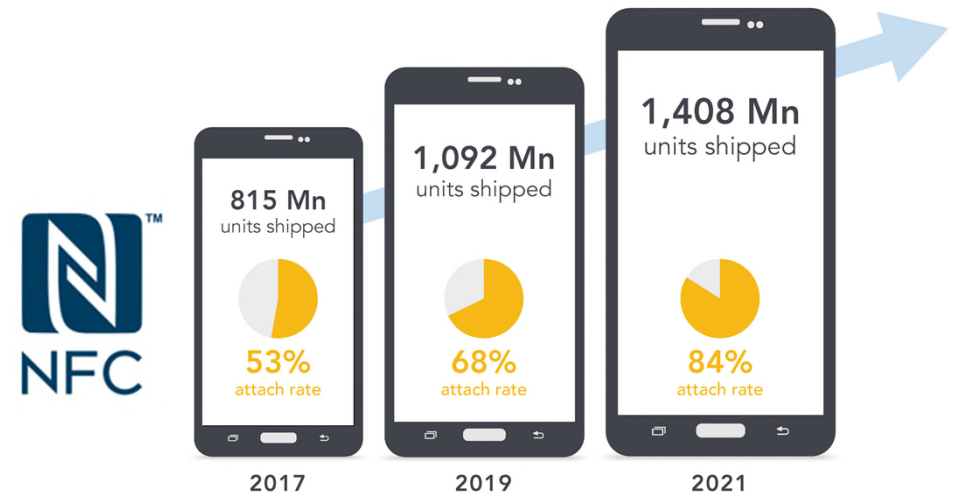 ™
NFC
815 Mn
units shipped
53%
attach rate
2017
1,092 Mn
units shipped
68%
attach rate
2019
1,408 Mn
units shipped
84%
attach rate
2021